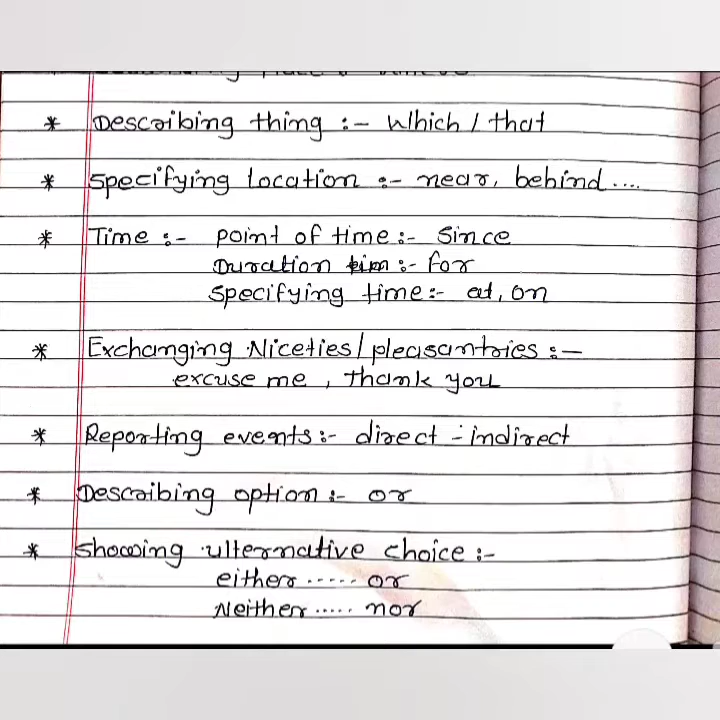 * Describing thing :- Which / that
* Specifying location :- near, behind....
* Time :- point of time :- Since
Duration :- for
Specifying time :- at, on
* Exchanging Niceties/pleasantries :-
excuse me, thank you
* Reporting events :- direct - indirect
* Describing option :- or
* Showing ulternative choice :-
either ..... or
Neither ..... nor